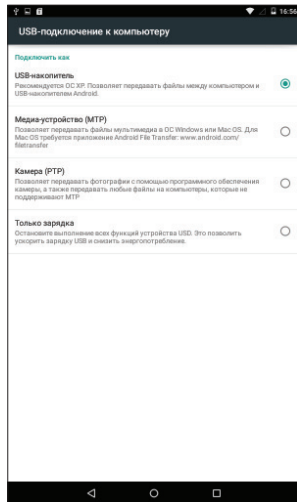 16:56
USB-подключение к компьютеру
Подключить как
USB-накопитель
Рекомендуется ОС XP. Позволяет передавать файлы между компьютером и
USB-накопителем Android.
Медиа-устройство (MTP)
Позволяет передавать файлы мультимедиа в ОС Windows или Mac OS. Для
Mac OS требуется приложение Android File Transfer: www.android.com/
filetransfer
Камера (PTP)
Позволяет передавать фотографии с помощью программного обеспечения
камеры, а также передавать любые файлы на компьютеры, которые не
поддерживают MTP
Только зарядка
Остановите выполнение всех функций устройства USD. Это позволить
ускорить зарядку USB и снизить энергопотребление.